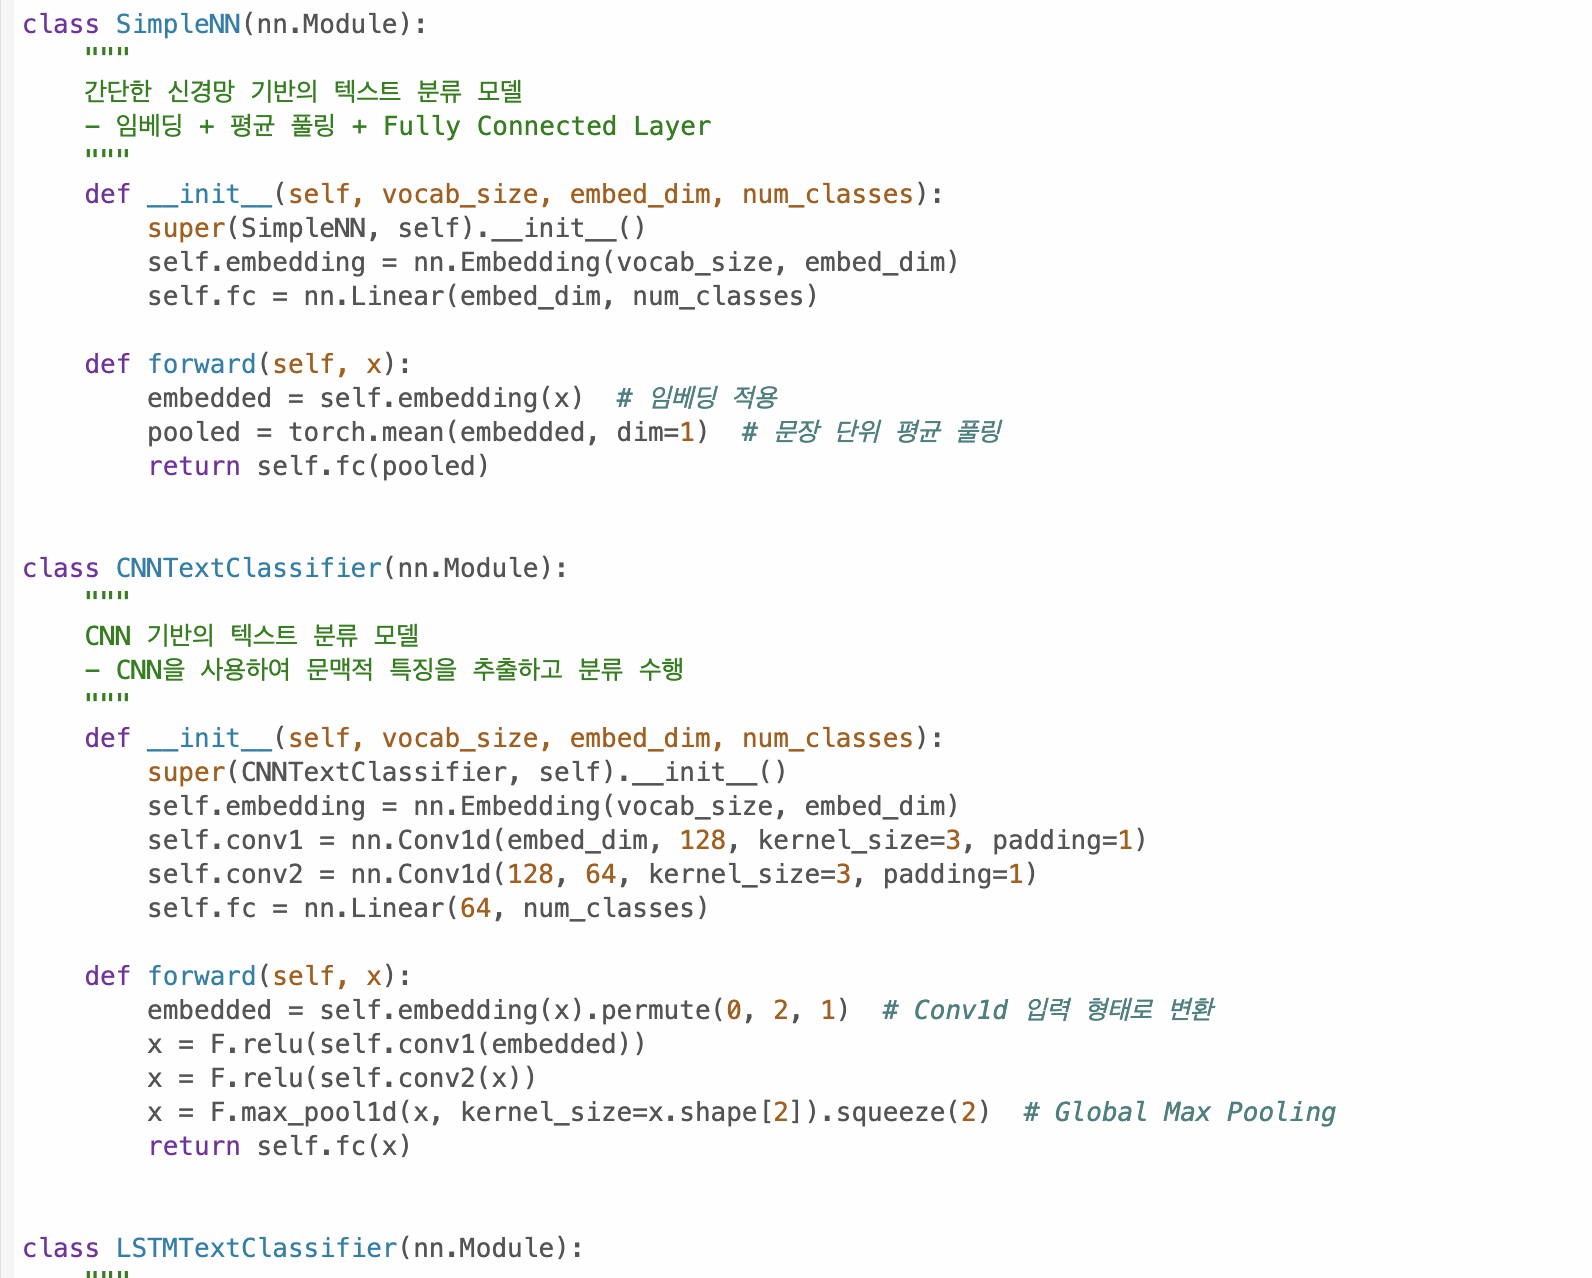 class SimpleNN(nn.Module):
    """
    간단한 신경망 기반의 텍스트 분류 모델
    - 임베딩 + 평균 풀링 + Fully Connected Layer
    """
    def __init__(self, vocab_size, embed_dim, num_classes):
        super(SimpleNN, self).__init__()
        self.embedding = nn.Embedding(vocab_size, embed_dim)
        self.fc = nn.Linear(embed_dim, num_classes)

    def forward(self, x):
        embedded = self.embedding(x)  # 임베딩 적용
        pooled = torch.mean(embedded, dim=1)  # 문장 단위 평균 풀링
        return self.fc(pooled)


class CNNTextClassifier(nn.Module):
    """
    CNN 기반의 텍스트 분류 모델
    - CNN을 사용하여 문맥적 특징을 추출하고 분류 수행
    """
    def __init__(self, vocab_size, embed_dim, num_classes):
        super(CNNTextClassifier, self).__init__()
        self.embedding = nn.Embedding(vocab_size, embed_dim)
        self.conv1 = nn.Conv1d(embed_dim, 128, kernel_size=3, padding=1)
        self.conv2 = nn.Conv1d(128, 64, kernel_size=3, padding=1)
        self.fc = nn.Linear(64, num_classes)

    def forward(self, x):
        embedded = self.embedding(x).permute(0, 2, 1)  # Conv1d 입력 형태로 변환
        x = F.relu(self.conv1(embedded))
        x = F.relu(self.conv2(x))
        x = F.max_pool1d(x, kernel_size=x.shape[2]).squeeze(2)  # Global Max Pooling
        return self.fc(x)


class LSTMTextClassifier(nn.Module):
    """